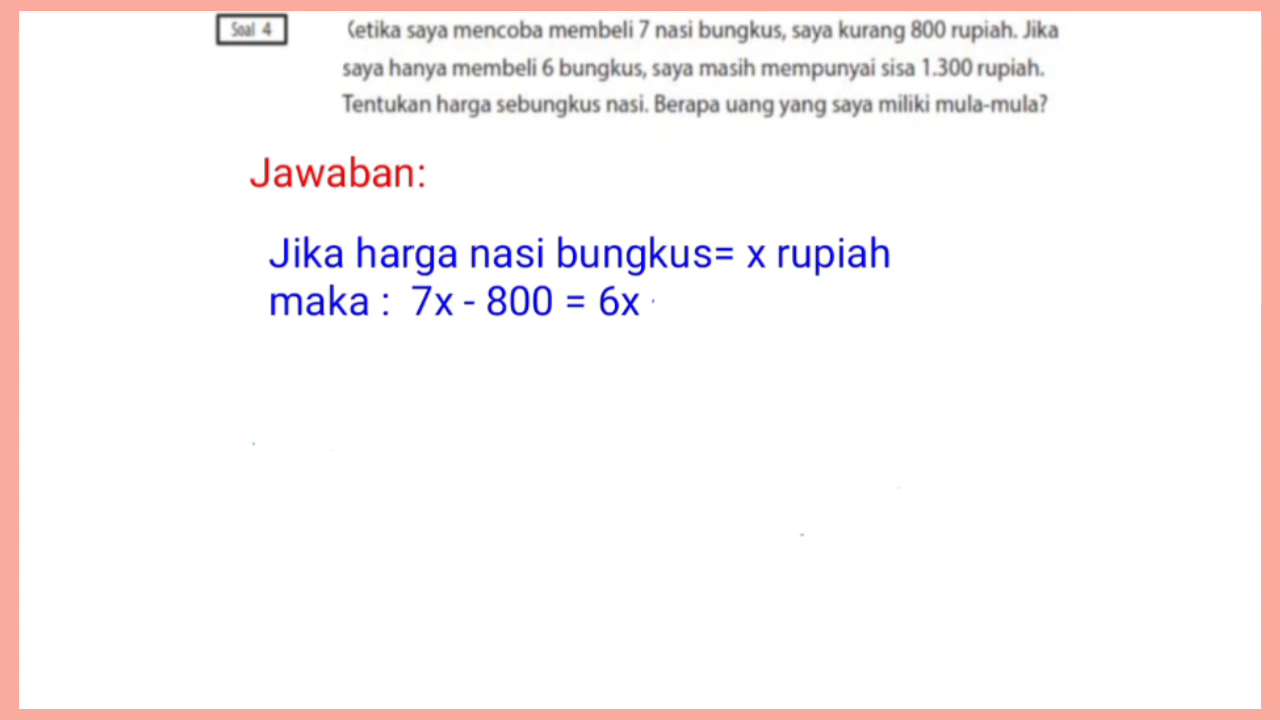 Soal 4
Ketika saya mencoba membeli 7 nasi bungkus, saya kurang 800 rupiah. Jika
saya hanya membeli 6 bungkus, saya masih mempunyai sisa 1.300 rupiah.
Tentukan harga sebungkus nasi. Berapa uang yang saya miliki mula-mula?
Jawaban:
Jika harga nasi bungkus= x rupiah
maka : 7x - 800 = 6x